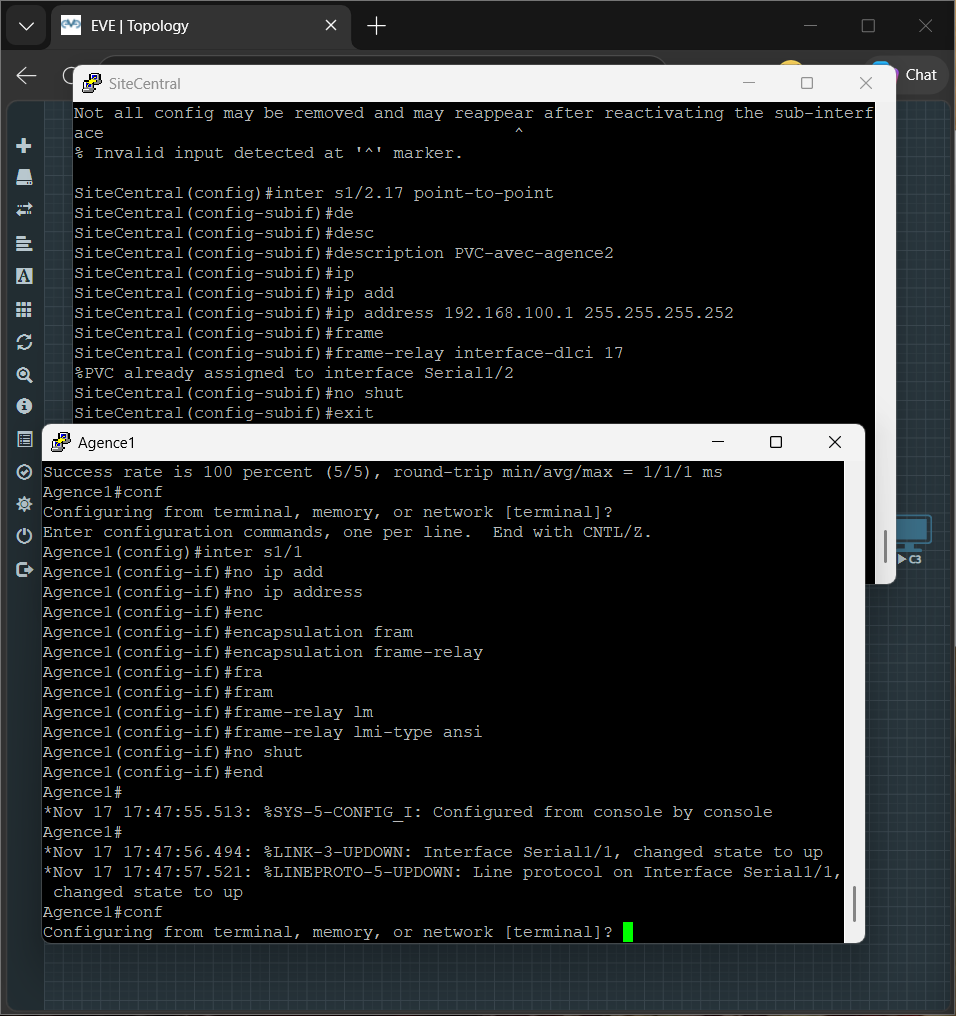 EVE | Topology
Chat
SiteCentral
Not all config may be removed and may reappear after reactivating the sub-interf
ace ^
% Invalid input detected at '^' marker.
SiteCentral(config)#inter s1/2.17 point-to-point
SiteCentral(config-subif)#de
SiteCentral(config-subif)#desc
SiteCentral(config-subif)#description PVC-avec-agence2
SiteCentral(config-subif)#ip
SiteCentral(config-subif)#ip add
SiteCentral(config-subif)#ip address 192.168.100.1 255.255.255.252
SiteCentral(config-subif)#frame
SiteCentral(config-subif)#frame-relay interface-dlci 17
%PVC already assigned to interface Serial1/2
SiteCentral(config-subif)#no shut
SiteCentral(config-subif)#exit
Agence1
Success rate is 100 percent (5/5), round-trip min/avg/max = 1/1/1 ms
Agence1#conf
Configuring from terminal, memory, or network [terminal]?
Enter configuration commands, one per line.  End with CNTL/Z.
Agence1(config)#inter s1/1
Agence1(config-if)#no ip add
Agence1(config-if)#no ip address
Agence1(config-if)#enc
Agence1(config-if)#encapsulation fram
Agence1(config-if)#encapsulation frame-relay
Agence1(config-if)#fra
Agence1(config-if)#fram
Agence1(config-if)#frame-relay lm
Agence1(config-if)#frame-relay lmi-type ansi
Agence1(config-if)#no shut
Agence1(config-if)#end
Agence1#
*Nov 17 17:47:55.513: %SYS-5-CONFIG_I: Configured from console by console
Agence1#
*Nov 17 17:47:56.494: %LINK-3-UPDOWN: Interface Serial1/1, changed state to up
*Nov 17 17:47:57.521: %LINEPROTO-5-UPDOWN: Line protocol on Interface Serial1/1,
changed state to up
Agence1#conf
Configuring from terminal, memory, or network [terminal]?
C3